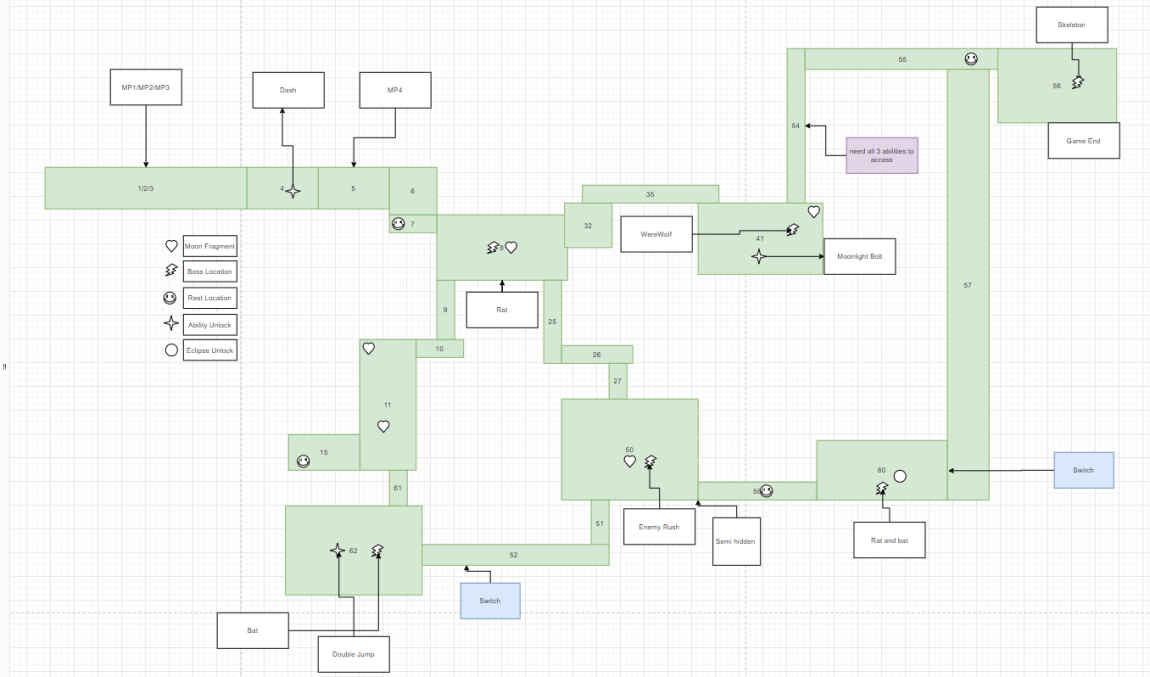 Skeleton
55
MP1/MP2/MP3
Dash
MP4
56
54
need all 3 abilities to
access
Game End
1/2/3
4
5
6
35
7
32
WereWolf
41
8
Moon Fragment
Moonlight Bolt
Boss Location
57
Rest Location
9
Rat
25
Ability Unlock
Eclipse Unlock
10
26
!!
27
11
15
50
60
Switch
61
Enemy Rush
51
Semi hidden
Rat and bat
62
52
Switch
Bat
Double Jump